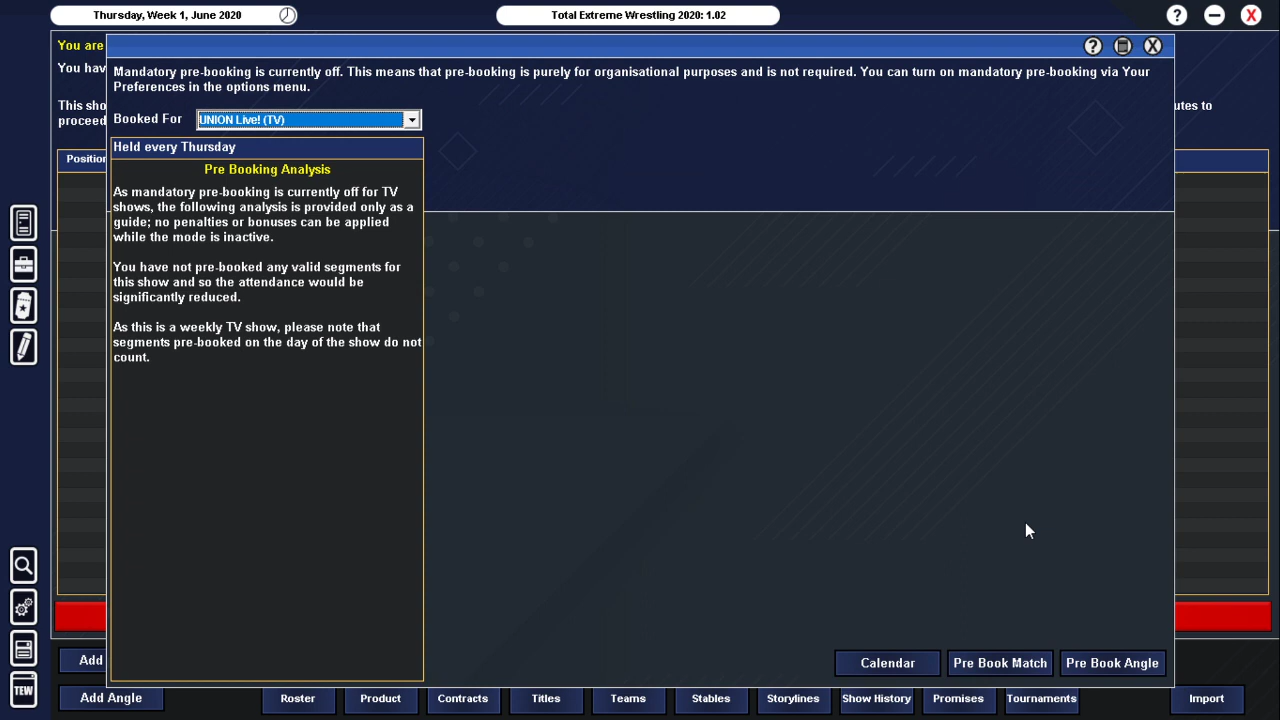 Thursday, Week 1, June 2020
Total Extreme Wrestling 2020: 1.02
?
X
You are
You hav
This sho
proceed
utes to
Position
?
X
Mandatory pre-booking is currently off. This means that pre-booking is purely for organisational purposes and is not required. You can turn on mandatory pre-booking via Your
Preferences in the options menu.
Booked For
UNION Live! (TV)
Held every Thursday
Pre Booking Analysis
As mandatory pre-booking is currently off for TV
shows, the following analysis is provided only as a
guide; no penalties or bonuses can be applied
while the mode is inactive.
You have not pre-booked any valid segments for
this show and so the attendance would be
significantly reduced.
As this is a weekly TV show, please note that
segments pre-booked on the day of the show do not
count.
Calendar
Pre Book Match
Pre Book Angle
Add
TEW
Add Angle
Roster
Product
Contracts
Titles
Teams
Stables
Storylines
Show History
Promises
Tournaments
Import